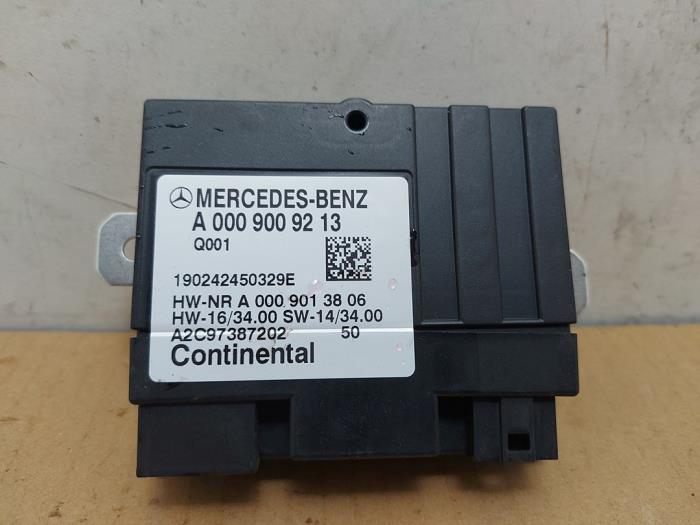 MERCEDES-BENZ
A 000 900 92 13
Q001
190242450329E
HW-NR A 000 901 38 06
HW-16/34.00 SW-14/34.00
A2C97387202 50
Continental